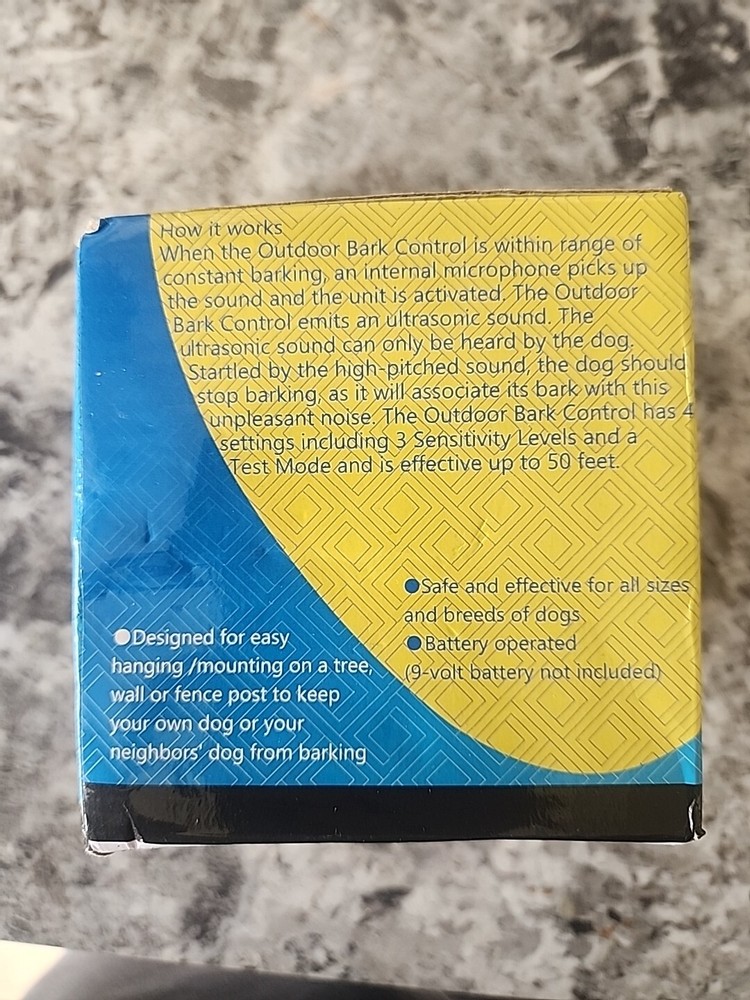 How it works
When the Outdoor Bark Control is within range of
constant barking, an internal microphone picks up
the sound and the unit is activated. The Outdoor
Bark Control emits an ultrasonic sound. The
ultrasonic sound can only be heard by the dog.
Startled by the high-pitched sound, the dog should
stop barking, as it will associate its bark with this
unpleasant noise. The Outdoor Bark Control has 4
settings including 3 Sensitivity Levels and a
Test Mode and is effective up to 50 feet.
●Safe and effective for all sizes
and breeds of dogs
●Battery operated
(9-volt battery not included)
●Designed for easy
hanging /mounting on a tree,
wall or fence post to keep
your own dog or your
neighbors' dog from barking